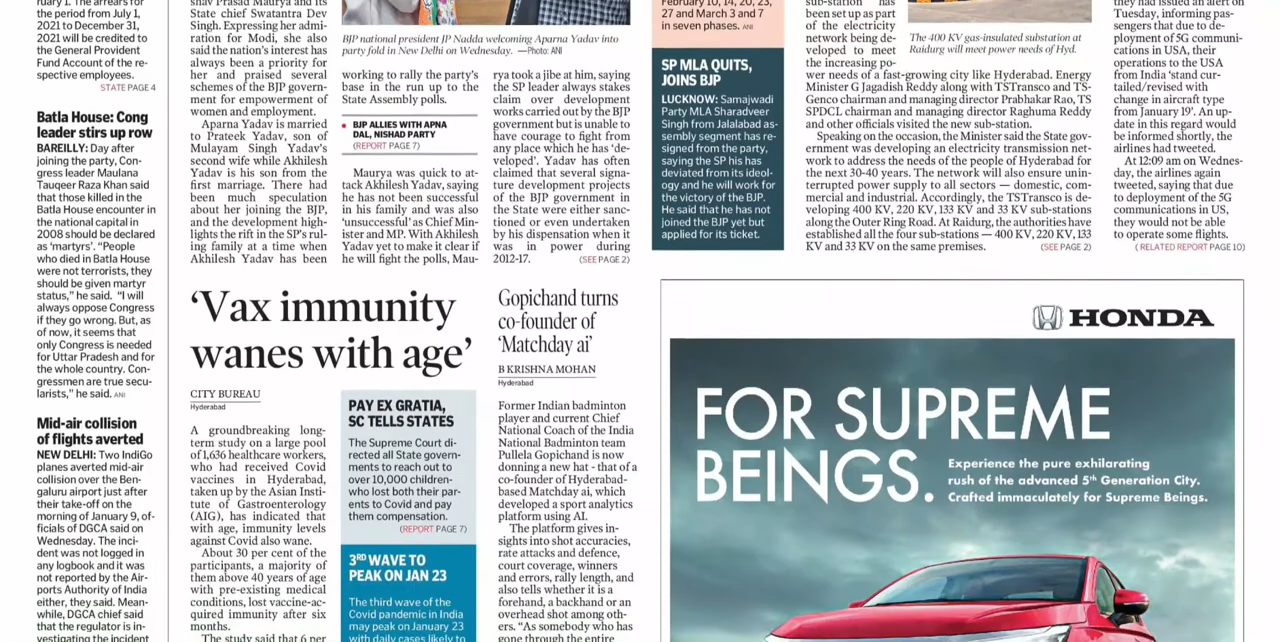 ruary 1. The arrears for
the period from July 1,
2021 to December 31,
2021 will be credited to
the General Provident
Fund Account of the re-
spective employees.
STATE PAGE 4
Batla House: Cong
leader stirs up row
BAREILLY: Day after
joining the party, Con-
gress leader Maulana
Tauqeer Raza Khan said
that those killed in the
Batla House encounter in
the national capital in
2008 should be declared
as ‘martyrs’. “People
who died in Batla House
were not terrorists, they
should be given martyr
status,” he said. “I will
always oppose Congress
if they go wrong. But, as
of now, it seems that
only Congress is needed
for Uttar Pradesh and for
the whole country. Con-
gressmen are true secu-
larists,” he said. ANI
Mid-air collision
of flights averted
NEW DELHI: Two IndiGo
planes averted mid-air
collision over the Ben-
galuru airport just after
their take-off on the
morning of January 9, of-
ficials of DGCA said on
Wednesday. The inci-
dent was not logged in
any logbook and it was
not reported by the Air-
ports Authority of India
either, they said. Mean-
while, DGCA chief said
that the regulator is in-
vestigating the incident
shav Prasad Maurya and its
State chief Swatantra Dev
Singh. Expressing her admi-
ration for Modi, she also
said the nation's interest has
always been a priority for
her and praised several
schemes of the BJP govern-
ment for empowerment of
women and employment.
Aparna Yadav is married
to Prateek Yadav, son of
Mulayam Singh Yadav's
second wife while Akhilesh
Yadav is his son from the
first marriage. There had
been much speculation
about her joining the BJP,
and the development high-
lights the rift in the SP's rul-
ing family at a time when
Akhilesh Yadav has been
BJP national president JP Nadda welcoming Aparna Yadav into
party fold in New Delhi on Wednesday. —Photo: ANI
working to rally the party's
base in the run up to the
State Assembly polls.
BJP ALLIES WITH APNA
DAL, NISHAD PARTY
(REPORT PAGE 7)
Maurya was quick to at-
tack Akhilesh Yadav, saying
he has not been successful
in his family and was also
‘unsuccessful’ as Chief Min-
ister and MP. With Akhilesh
Yadav yet to make it clear if
he will fight the polls, Mau-
rya took a jibe at him, saying
the SP leader always stakes
claim over development
works carried out by the BJP
government but is unable to
have courage to fight from
any place which he has ‘de-
veloped’. Yadav has often
claimed that several signa-
ture development projects
of the BJP government in
the State were either sanc-
tioned or even undertaken
by his dispensation when it
was in power during
2012-17. (SEE PAGE 2)
February 10, 14, 20, 23,
27 and March 3 and 7
in seven phases. ANI
SP MLA QUITS,
JOINS BJP
LUCKNOW: Samajwadi
Party MLA Sharadveer
Singh from Jalalabad as-
sembly segment has re-
signed from the party,
saying the SP his has
deviated from its ideol-
ogy and he will work for
the victory of the BJP.
He said that he has not
joined the BJP yet but
applied for its ticket.
sub-station has
been set up as part
of the electricity
network being de-
veloped to meet
the increasing po-
The 400 KV gas-insulated substation at
Raidurg will meet power needs of Hyd.
wer needs of a fast-growing city like Hyderabad. Energy
Minister G Jagadish Reddy along with TSTransco and TS-
Genco chairman and managing director Prabhakar Rao, TS
SPDCL chairman and managing director Raghuma Reddy
and other officials visited the new sub-station.
Speaking on the occasion, the Minister said the State gov-
ernment was developing an electricity transmission net-
work to address the needs of the people of Hyderabad for
the next 30-40 years. The network will also ensure unin-
terrupted power supply to all sectors — domestic, com-
mercial and industrial. Accordingly, the TSTransco is de-
veloping 400 KV, 220 KV, 133 KV and 33 KV sub-stations
along the Outer Ring Road. At Raidurg, the authorities have
established all the four sub-stations — 400 KV, 220 KV, 133
KV and 33 KV on the same premises. (SEE PAGE 2)
they had issued an alert on
Tuesday, informing pas-
sengers that due to de-
ployment of 5G communi-
cations in USA, their
operations to the USA
from India ‘stand cur-
tailed/revised with
change in aircraft type
from January 19’. An up-
date in this regard would
be informed shortly, the
airlines had tweeted.
At 12:09 am on Wednes-
day, the airlines again
tweeted, saying that due
to deployment of the 5G
communications in US,
they would not be able
to operate some flights.
( RELATED REPORT PAGE 10)
‘Vax immunity
wanes with age’
CITY BUREAU
Hyderabad
A groundbreaking long-
term study on a large pool
of 1,636 healthcare workers,
who had received Covid
vaccines in Hyderabad,
taken up by the Asian Insti-
tute of Gastroenterology
(AIG), has indicated that
with age, immunity levels
against Covid also wane.
About 30 per cent of the
participants, a majority of
them above 40 years of age
with pre-existing medical
conditions, lost vaccine-ac-
quired immunity after six
months.
The study said that 6 per
PAY EX GRATIA,
SC TELLS STATES
The Supreme Court di-
rected all State govern-
ments to reach out to
over 10,000 children-
who lost both their par-
ents to Covid and pay
them compensation.
(REPORT PAGE 7)
3RD WAVE TO
PEAK ON JAN 23
The third wave of the
Covid pandemic in India
may peak on January 23
with daily cases likely to
Gopichand turns
co-founder of
‘Matchday ai’
B KRISHNA MOHAN
Hyderabad
Former Indian badminton
player and current Chief
National Coach of the India
National Badminton team
Pullela Gopichand is now
donning a new hat - that of a
co-founder of Hyderabad-
based Matchday ai, which
developed a sport analytics
platform using AI.
The platform gives in-
sights into shot accuracies,
rate attacks and defence,
court coverage, winners
and errors, rally length, and
also tells whether it is a
forehand, a backhand or an
overhead shot among oth-
ers. “As somebody who has
gone through the entire
HONDA
FOR SUPREME
BEINGS.
Experience the pure exhilarating
rush of the advanced 5th Generation City.
Crafted immaculately for Supreme Beings.